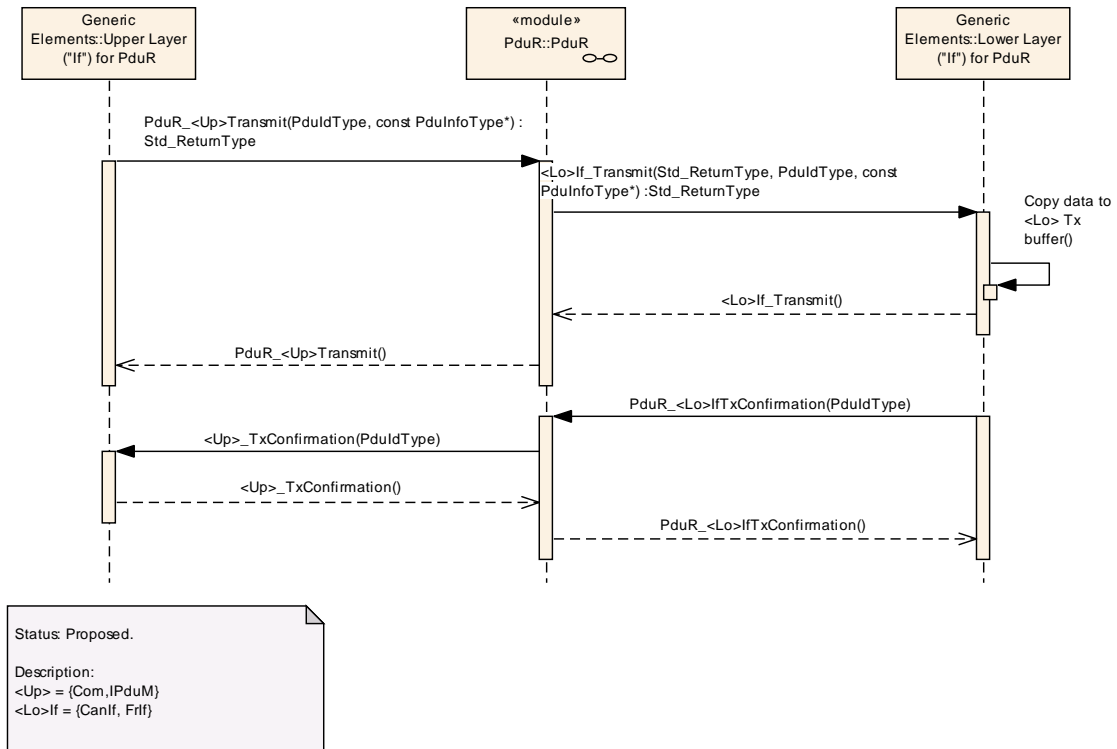 Generic
Elements::Upper Layer
("If") for PduR
«module»
PduR::PduR
Generic
Elements::Lower Layer
("If") for PduR
PduR_<Up>Transmit(PduIdType, const PduInfoType*) :
Std_ReturnType
<Lo>If_Transmit(Std_ReturnType, PduIdType, const
PduInfoType*) :Std_ReturnType
Copy data to
<Lo> Tx
buffer()
<Lo>If_Transmit()
PduR_<Up>Transmit()
PduR_<Lo>IfTxConfirmation(PduIdType)
<Up>_TxConfirmation(PduIdType)
<Up>_TxConfirmation()
PduR_<Lo>IfTxConfirmation()
Status: Proposed.
Description:
<Up> = {Com,IPduM}
<Lo>If = {CanIf, FrIf}